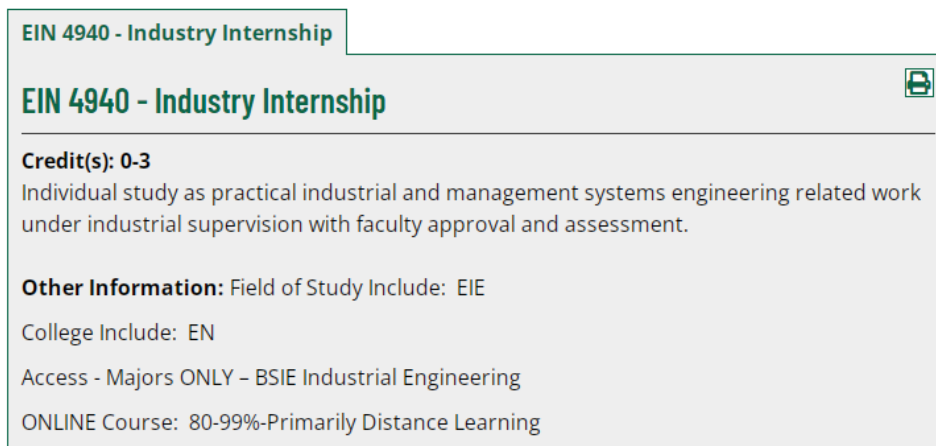 EIN 4940 - Industry Internship
EIN 4940 - Industry Internship
Credit(s): 0-3
Individual study as practical industrial and management systems engineering related work
under industrial supervision with faculty approval and assessment.
Other Information: Field of Study Include: EIE
College Include: EN
Access - Majors ONLY – BSIE Industrial Engineering
ONLINE Course: 80-99%-Primarily Distance Learning